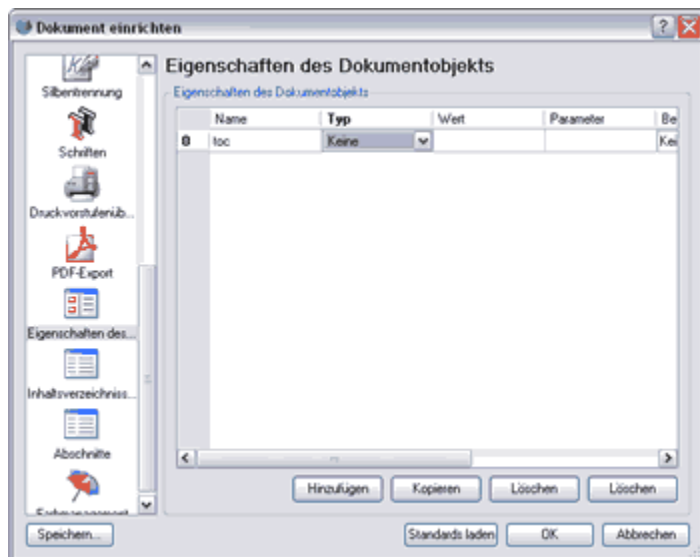 Dokument einrichten
Silbentrennung
Schriften
Druckvorstufenüb...
PDF-Export
Eigenschaften des...
Inhaltsverzeichniss...
Abschnitte
Farbmanagement
Speichern...
Eigenschaften des Dokumentobjekts
Eigenschaften des Dokumentobjekts
Name Typ Wert Parameter Be
0 toc Keine Kei
Hinzufügen Kopieren Löschen Löschen
Standards laden OK Abbrechen